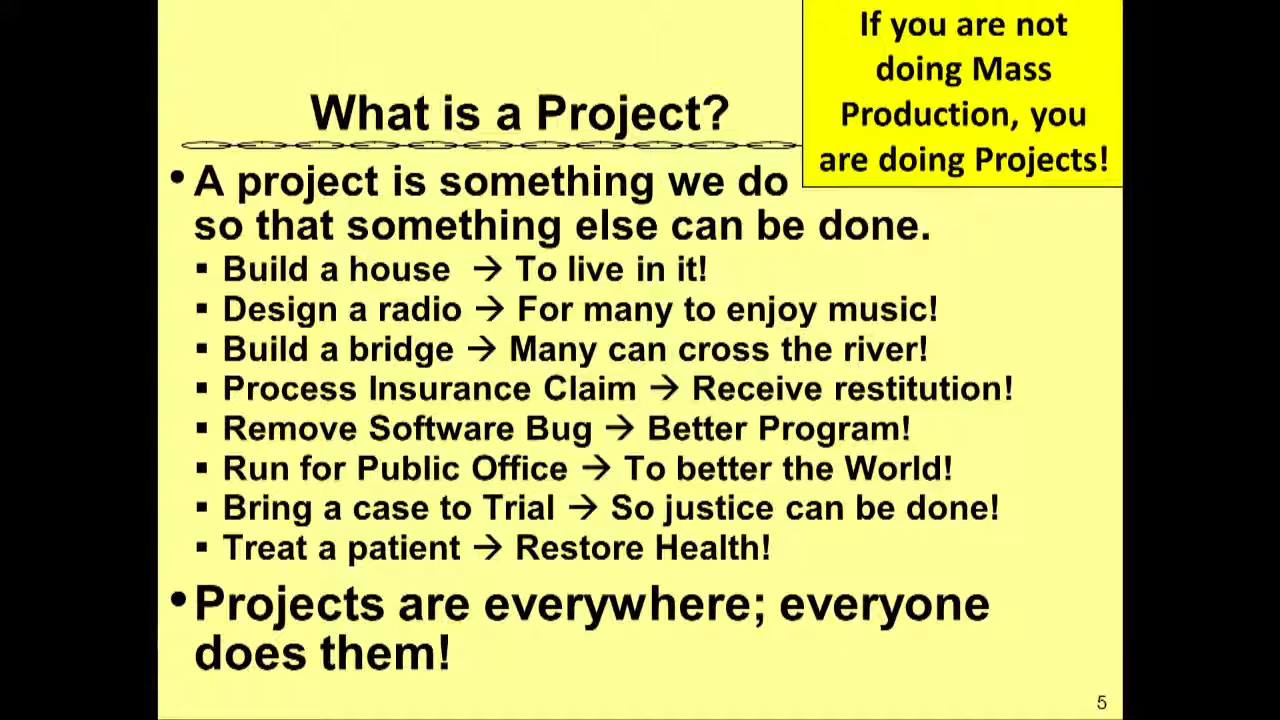 If you are not
doing Mass
Production, you
are doing Projects!
What is a Project?
• A project is something we do
so that something else can be done.
▪ Build a house → To live in it!
▪ Design a radio → For many to enjoy music!
▪ Build a bridge → Many can cross the river!
▪ Process Insurance Claim → Receive restitution!
▪ Remove Software Bug → Better Program!
▪ Run for Public Office → To better the World!
▪ Bring a case to Trial → So justice can be done!
▪ Treat a patient → Restore Health!
• Projects are everywhere; everyone
does them!
5